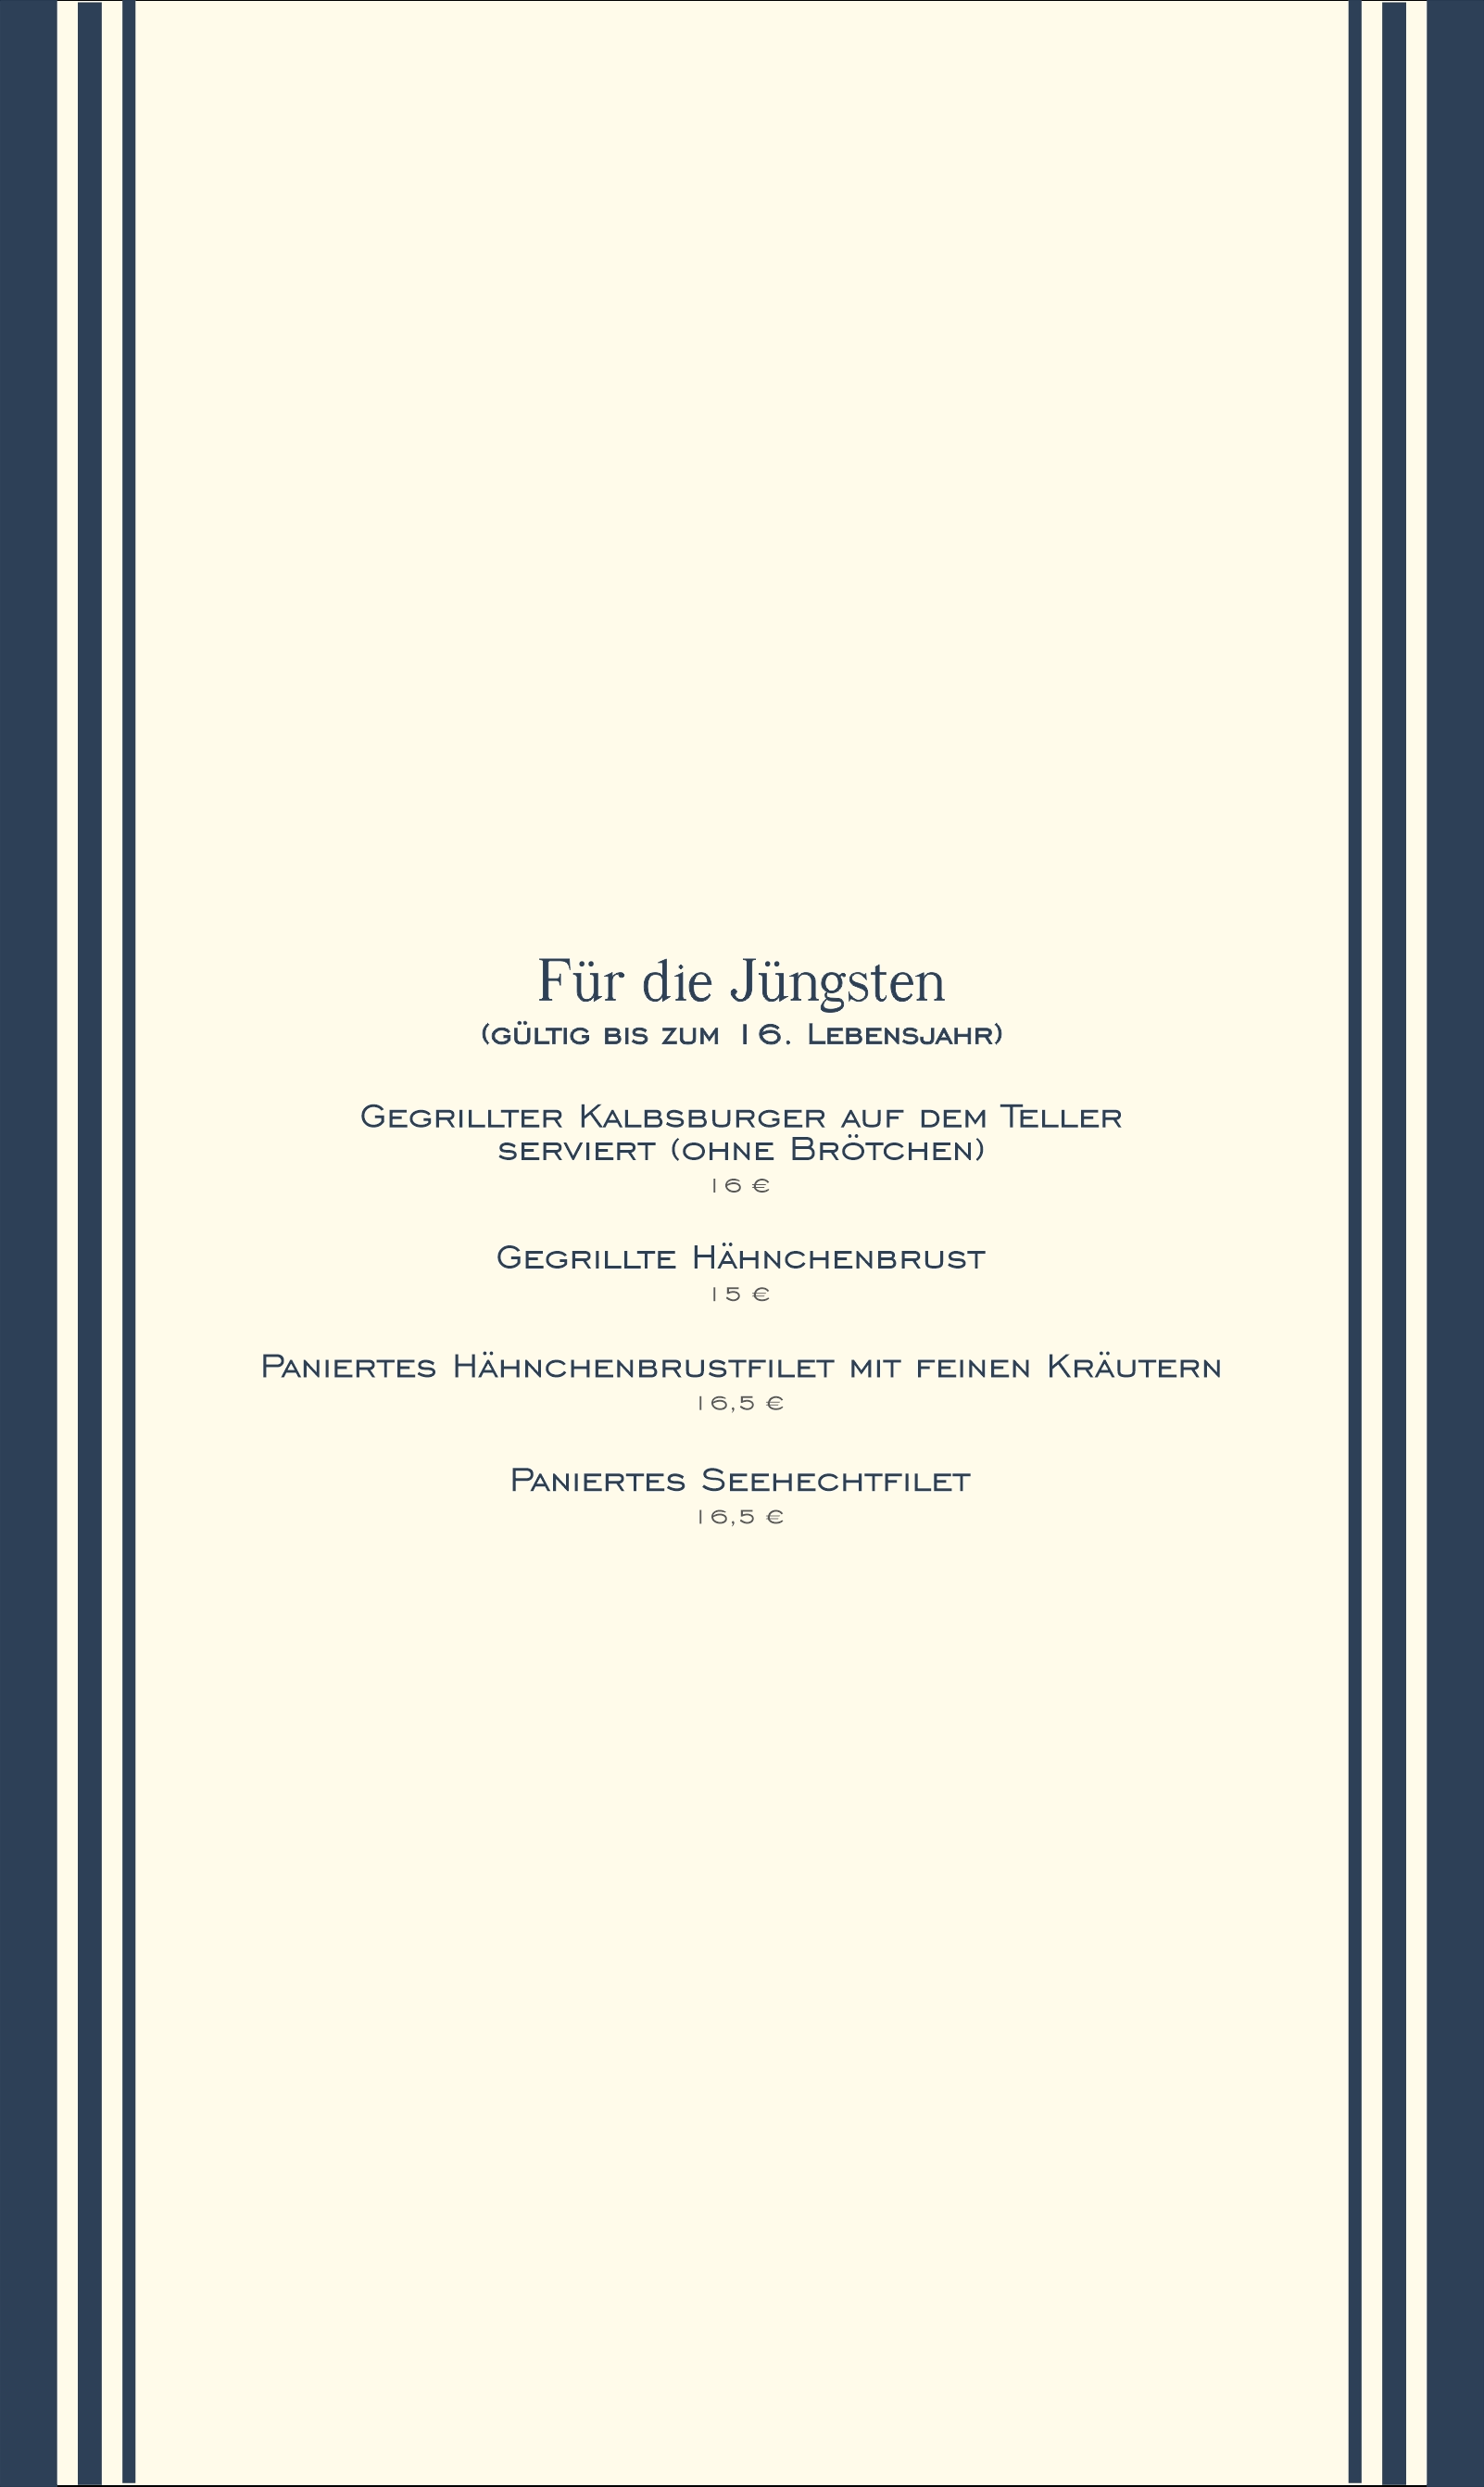 Für die Jüngsten
(gültig bis zum 16. Lebensjahr)
Gegrillter Kalbsburger auf dem Teller
serviert (ohne Brötchen)
16 €
Gegrillte Hähnchenbrust
15 €
Paniertes Hähnchenbrustfilet mit feinen Kräutern
16,5 €
Paniertes Seehechtfilet
16,5 €